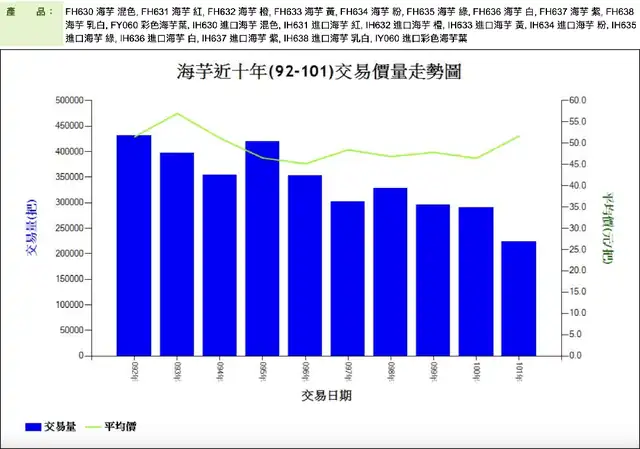 產 品： FH630 海芋 混色, FH631 海芋 紅, FH632 海芋 橙, FH633 海芋 黃, FH634 海芋 粉, FH635 海芋 綠, FH636 海芋 白, FH637 海芋 紫, FH638
海芋 乳白, FY060 彩色海芋葉, IH630 進口海芋 混色, IH631 進口海芋 紅, IH632 進口海芋 橙, IH633 進口海芋 黃, IH634 進口海芋 粉, IH635
進口海芋 綠, IH636 進口海芋 白, IH637 進口海芋 紫, IH638 進口海芋 乳白, IY060 進口彩色海芋葉
海芋近十年(92-101)交易價量走勢圖
交易量(把)
500000
450000
400000
350000
300000
250000
200000
150000
100000
50000
0
60.0
55.0
50.0
45.0
40.0
35.0
30.0
25.0
20.0
15.0
10.0
5.0
0.0
平均價(元/把)
092年
093年
094年
095年
096年
097年
098年
099年
100年
101年
交易日期
交易量 平均價